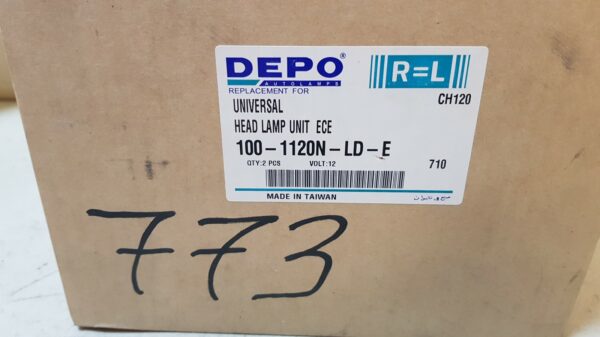 DEPO®
AUTOLAMPS
R=L
REPLACEMENT FOR
UNIVERSAL
CH120
HEAD LAMP UNIT ECE
100-1120N-LD-E
QTY:2 PCS VOLT:12
710
MADE IN TAIWAN
773